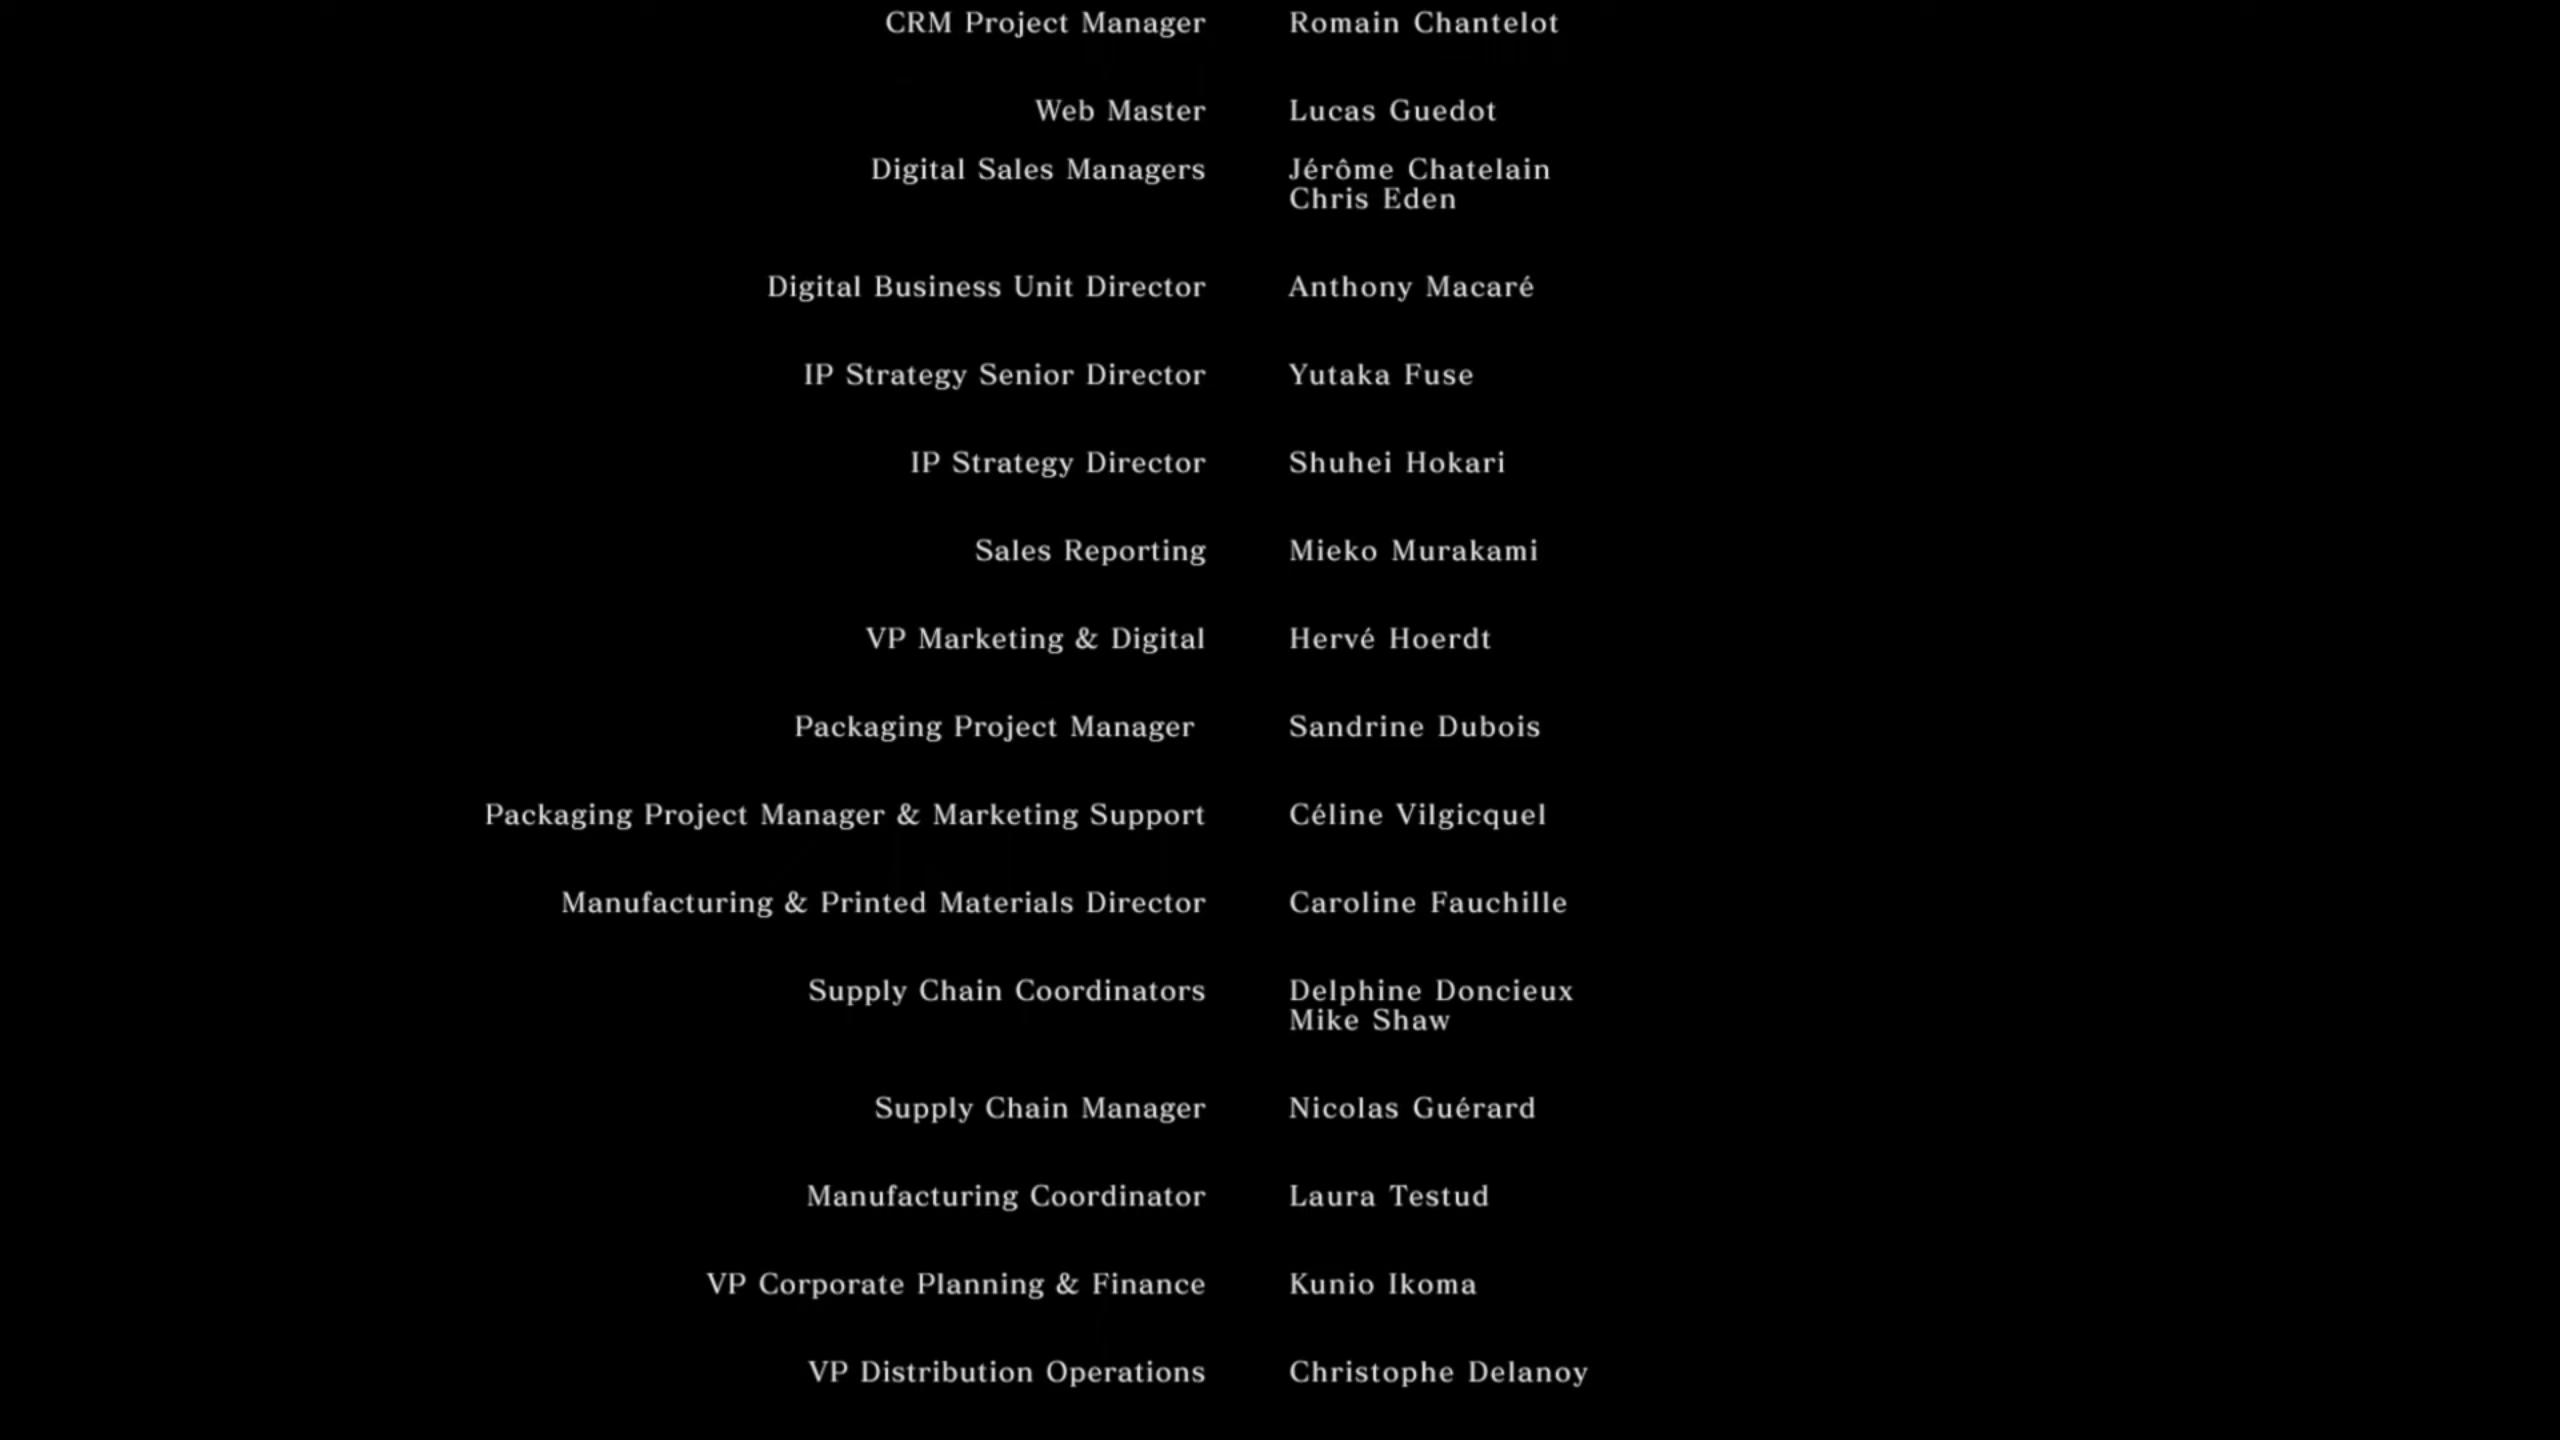 CRM Project Manager Romain Chantelot
Web Master Lucas Guedot
Digital Sales Managers Jérôme Chatelain
Chris Eden
Digital Business Unit Director Anthony Macaré
IP Strategy Senior Director Yutaka Fuse
IP Strategy Director Shuhei Hokari
Sales Reporting Mieko Murakami
VP Marketing & Digital Hervé Hoerdt
Packaging Project Manager Sandrine Dubois
Packaging Project Manager & Marketing Support Céline Vilgicquel
Manufacturing & Printed Materials Director Caroline Fauchille
Supply Chain Coordinators Delphine Doncieux
Mike Shaw
Supply Chain Manager Nicolas Guérard
Manufacturing Coordinator Laura Testud
VP Corporate Planning & Finance Kunio Ikoma
VP Distribution Operations Christophe Delanoy